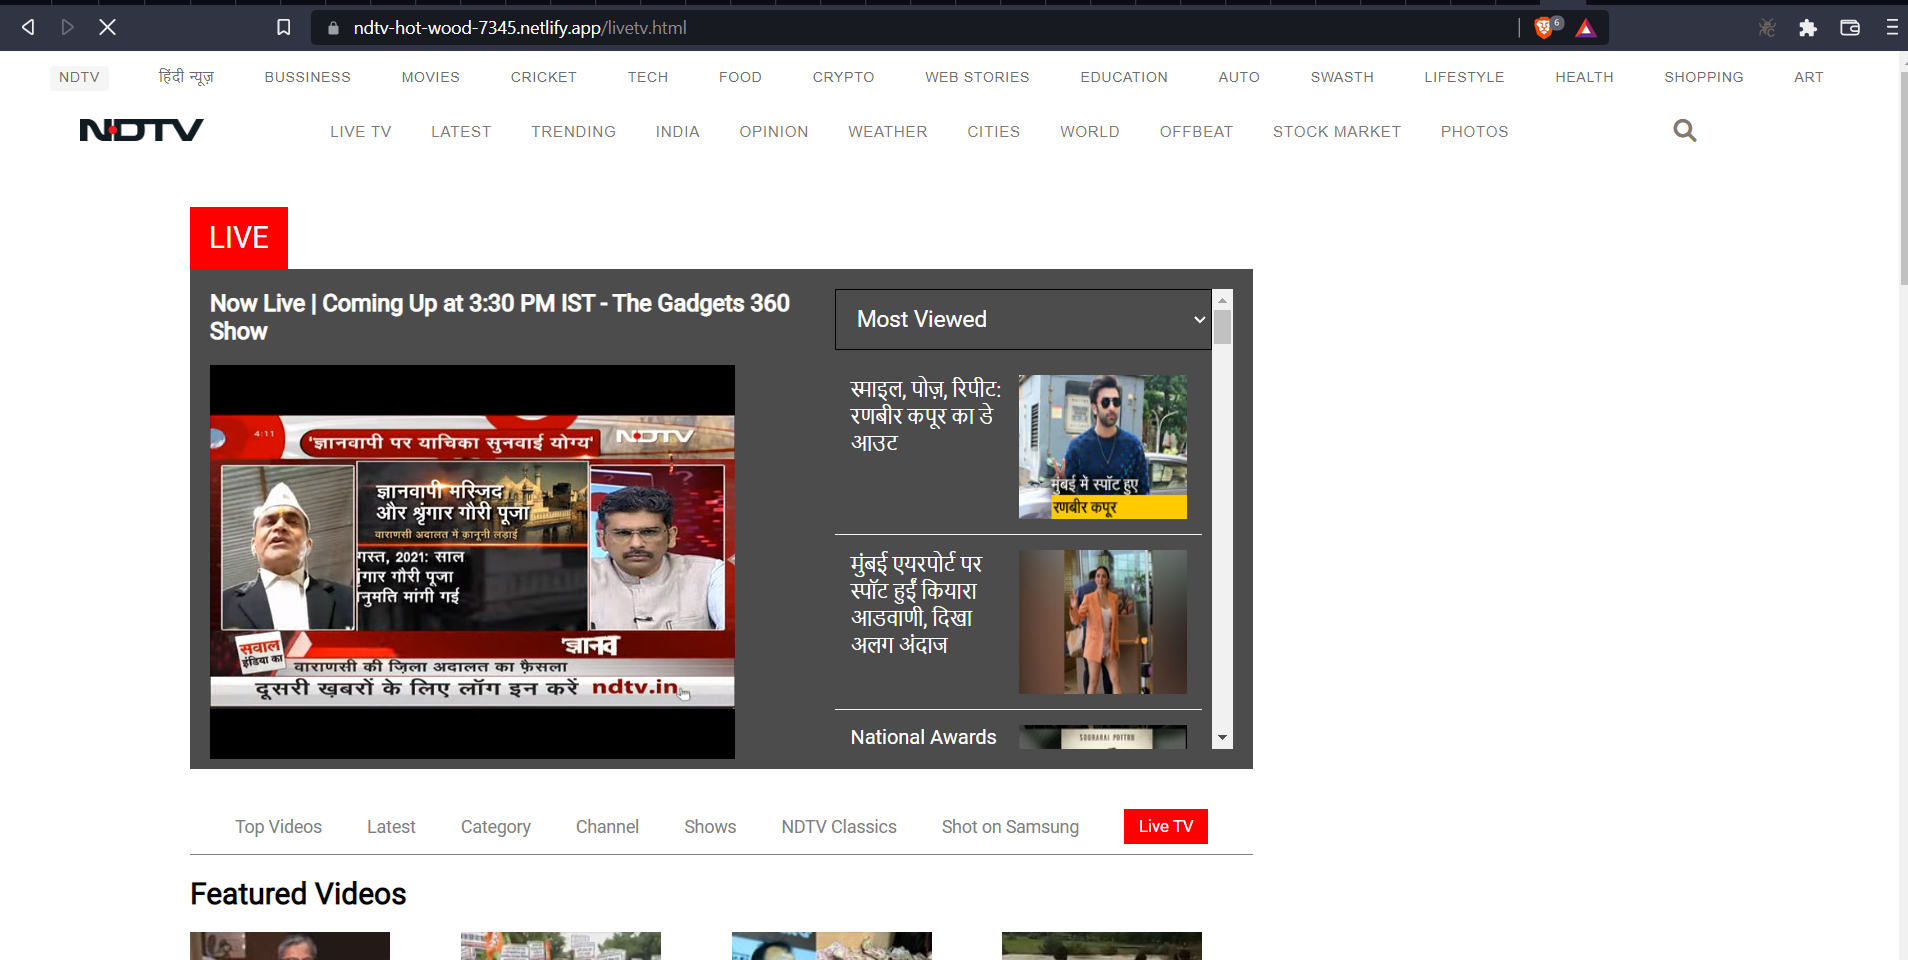 ndtv-hot-wood-7345.netlify.app/livetv.html
6
NDTV हिंदी न्यूज़ BUSSINESS MOVIES CRICKET TECH FOOD CRYPTO WEB STORIES EDUCATION AUTO SWASTH LIFESTYLE HEALTH SHOPPING ART
NDTV LIVE TV LATEST TRENDING INDIA OPINION WEATHER CITIES WORLD OFFBEAT STOCK MARKET PHOTOS
LIVE
Now Live | Coming Up at 3:30 PM IST - The Gadgets 360
Show
4:11
'ज्ञानवापी पर याचिका सुनवाई योग्य'
NDTV
ज्ञानवापी मस्जिद
और श्रृंगार गौरी पूजा
वाराणसी अदालत में क़ानूनी लड़ाई
गस्त, 2021: साल
ंगार गौरी पूजा
नुमति मांगी गई
सवाल
इंडिया का
'ज्ञानव
वाराणसी की ज़िला अदालत का फ़ैसला
दूसरी ख़बरों के लिए लॉग इन करें ndtv.in
Most Viewed
स्माइल, पोज़, रिपीट:
रणबीर कपूर का डे
आउट
मुंबई में स्पॉट हुए
रणबीर कपूर
मुंबई एयरपोर्ट पर
स्पॉट हुईं कियारा
आडवाणी, दिखा
अलग अंदाज
National Awards
SOORARAI POTTRU
Top Videos Latest Category Channel Shows NDTV Classics Shot on Samsung Live TV
Featured Videos